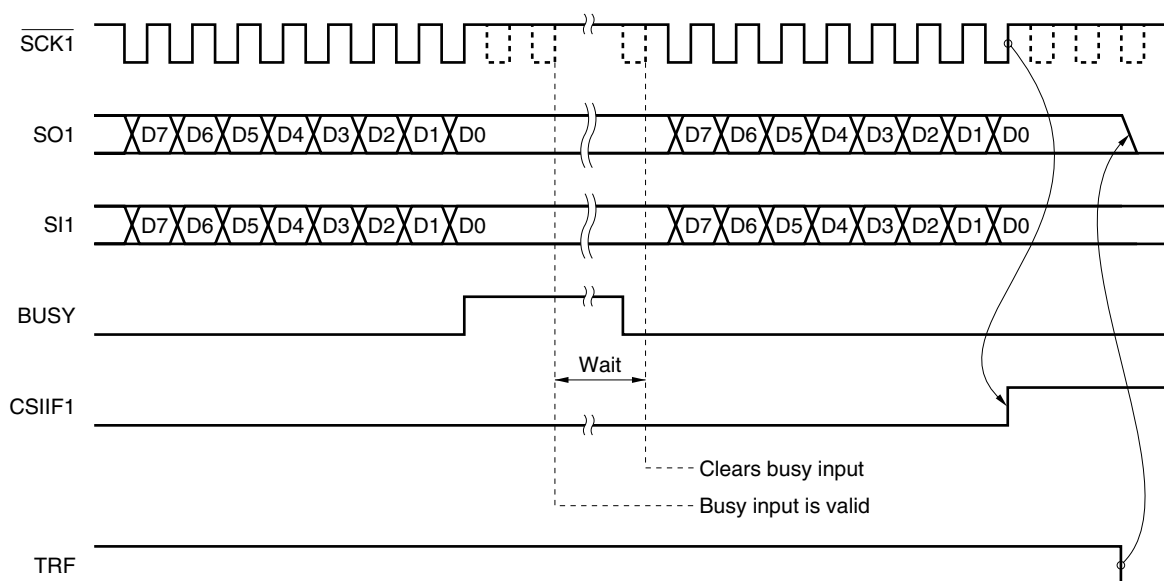 SCK1
SO1 D7 D6 D5 D4 D3 D2 D1 D0 D7 D6 D5 D4 D3 D2 D1 D0
SI1 D7 D6 D5 D4 D3 D2 D1 D0 D7 D6 D5 D4 D3 D2 D1 D0
BUSY
Wait
CSIIF1
Clears busy input
Busy input is valid
TRF